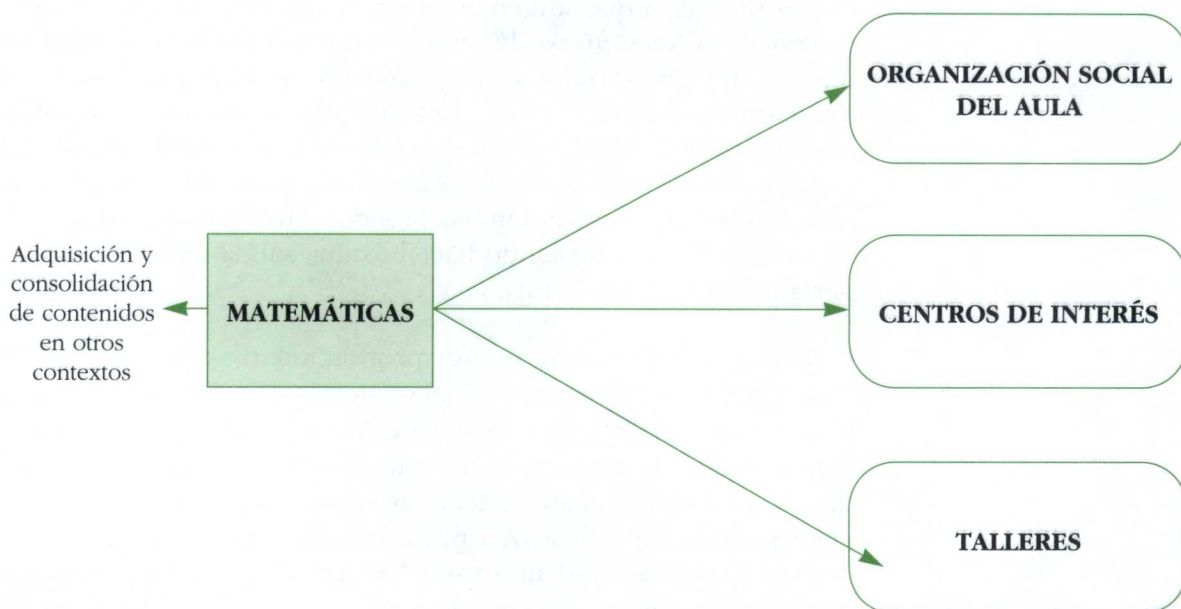 ORGANIZACIÓN SOCIAL
DEL AULA
Adquisición y
consolidación
de contenidos
en otros
contextos
MATEMÁTICAS
CENTROS DE INTERÉS
TALLERES